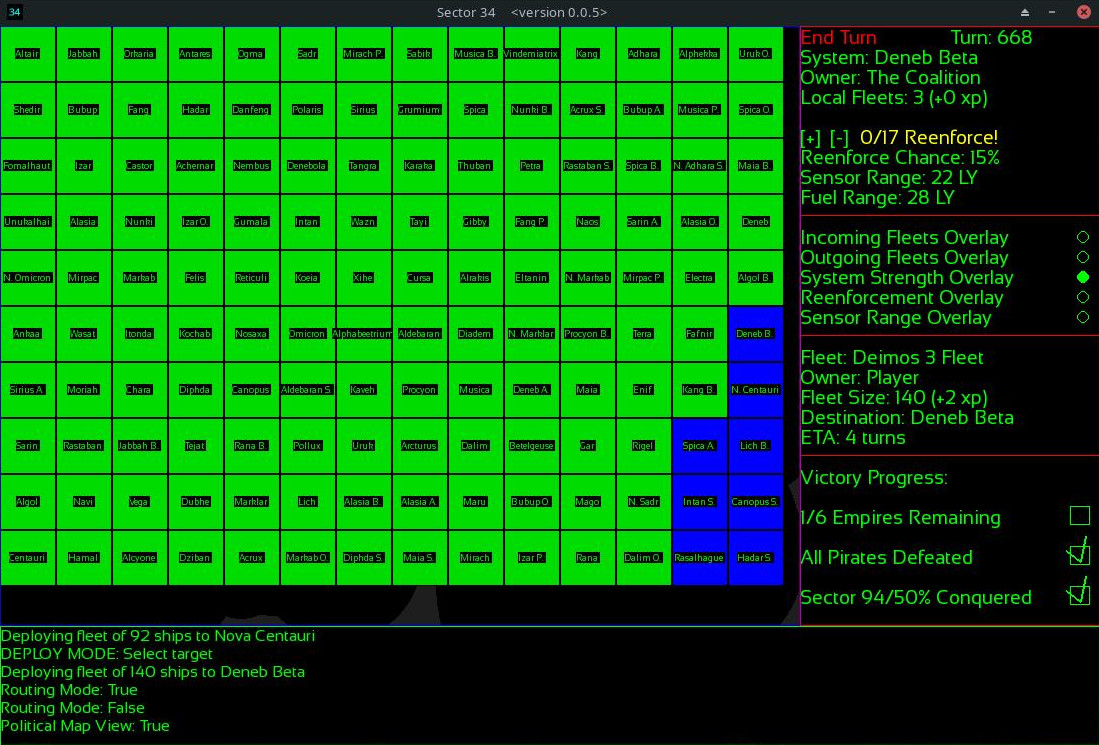 34
Sector 34 <version 0.0.5>
Altair Jabbah Orkaria Antares Ogma Sadr Mirach P. Sabik Musica B. Vindemiatrix Kang Adhara Alphekka Uruk O.
Shedir Bubup Fang Hadar Danfeng Polaris Sirius Grumium Spica Nunki B. Acrux S. Bubup A. Musica P. Spica O.
Fomalhaut Izar Castor Achernar Nembus Denebola Tangra Karaka Thuban Petra Rastaban S. Spica B. N. Adhara S. Maia B.
Unukalhai Alasia Nunki Izar O. Gumala Intan Wazn Tayi Gibby Fang P. Naos Sarin A. Alasia O. Deneb
N. Omicron Mirpac Markab Felis Reticuli Koeia Xihe Cursa Alrakis Eltanin N. Markab Mirpac P. Electra Algol B.
Ankaa Wasat Itonda Kochab Nosaxa Omicron Alphabeetrium Aldebaran Diadem N. Marklar Procyon B. Terra Fafnir Deneb B.
Sirius A. Moriah Chara Diphda Canopus Aldebaran S. Kaveh Procyon Musica Deneb A. Maia Enif Kang B. N. Centauri
Sarin Rastaban Jabbah B. Tejat Rana B. Pollux Uruk Arcturus Dalim Betelgeuse Gar Rigel Spica A. Lich B.
Algol Navi Vega Dubhe Marklar Lich Alasia B. Alasia A. Maru Bubup O. Mago N. Sadr Intan S. Canopus S.
Centauri Hamal Alcyone Dziban Acrux Markab O. Diphda S. Maia S. Mirach Izar P. Rana Dalim O. Rasalhague Hadar S.
End Turn Turn: 668
System: Deneb Beta
Owner: The Coalition
Local Fleets: 3 (+0 xp)
[+] [-] 0/17 Reenforce!
Reenforce Chance: 15%
Sensor Range: 22 LY
Fuel Range: 28 LY
Incoming Fleets Overlay
Outgoing Fleets Overlay
System Strength Overlay
Reenforcement Overlay
Sensor Range Overlay
Fleet: Deimos 3 Fleet
Owner: Player
Fleet Size: 140 (+2 xp)
Destination: Deneb Beta
ETA: 4 turns
Victory Progress:
1/6 Empires Remaining
All Pirates Defeated
Sector 94/50% Conquered
Deploying fleet of 92 ships to Nova Centauri
DEPLOY MODE: Select target
Deploying fleet of 140 ships to Deneb Beta
Routing Mode: True
Routing Mode: False
Political Map View: True